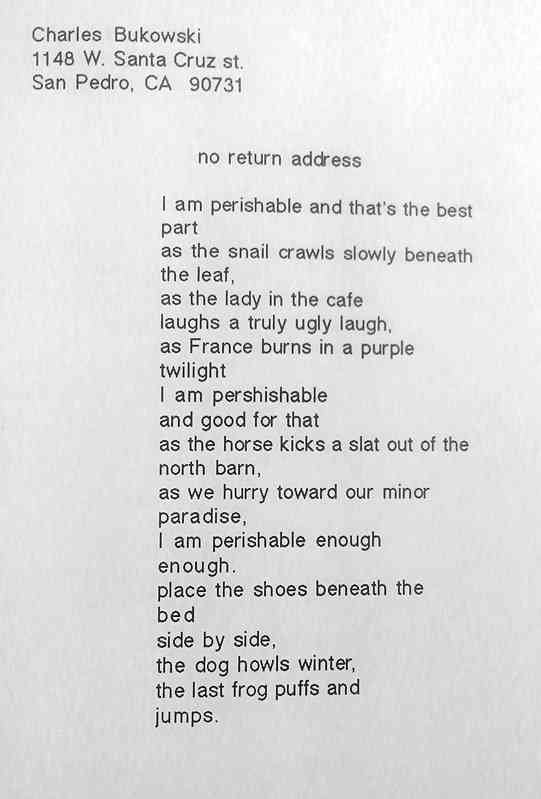 Charles Bukowski
1148 W. Santa Cruz st.
San Pedro, CA 90731
no return address
I am perishable and that's the best
part
as the snail crawls slowly beneath
the leaf,
as the lady in the cafe
laughs a truly ugly laugh,
as France burns in a purple
twilight
I am pershishable
and good for that
as the horse kicks a slat out of the
north barn,
as we hurry toward our minor
paradise,
I am perishable enough
enough.
place the shoes beneath the
bed
side by side,
the dog howls winter,
the last frog puffs and
jumps.